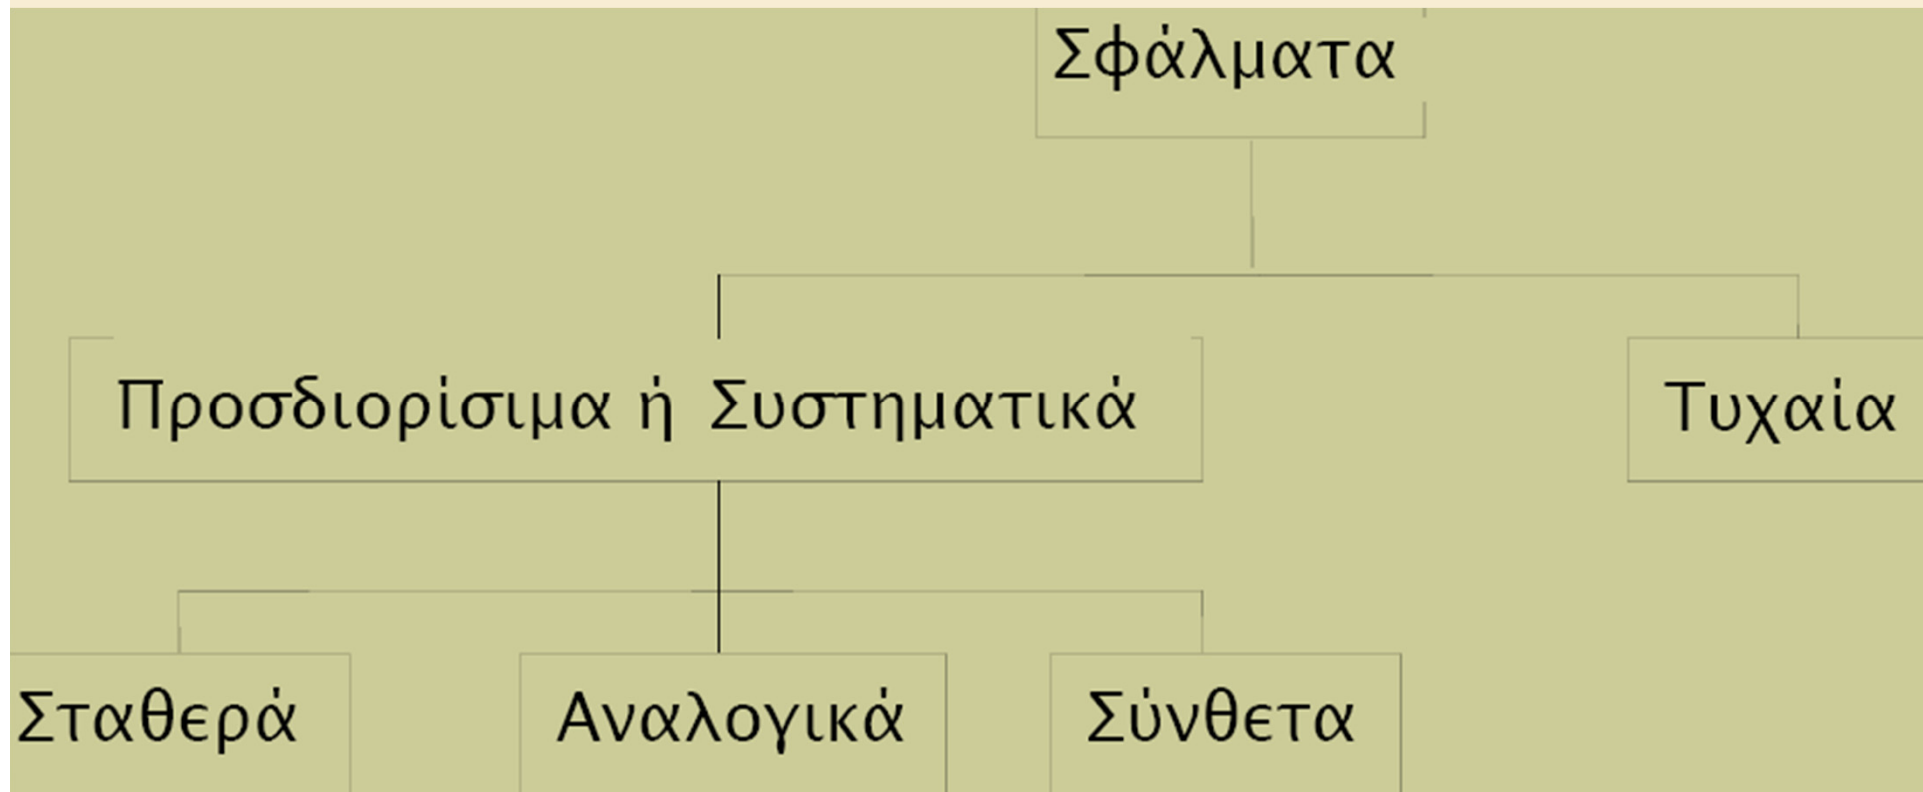 Σφάλματα
Προσδιορίσιμα ή Συστηματικά
Τυχαία
Σταθερά
Αναλογικά
Σύνθετα